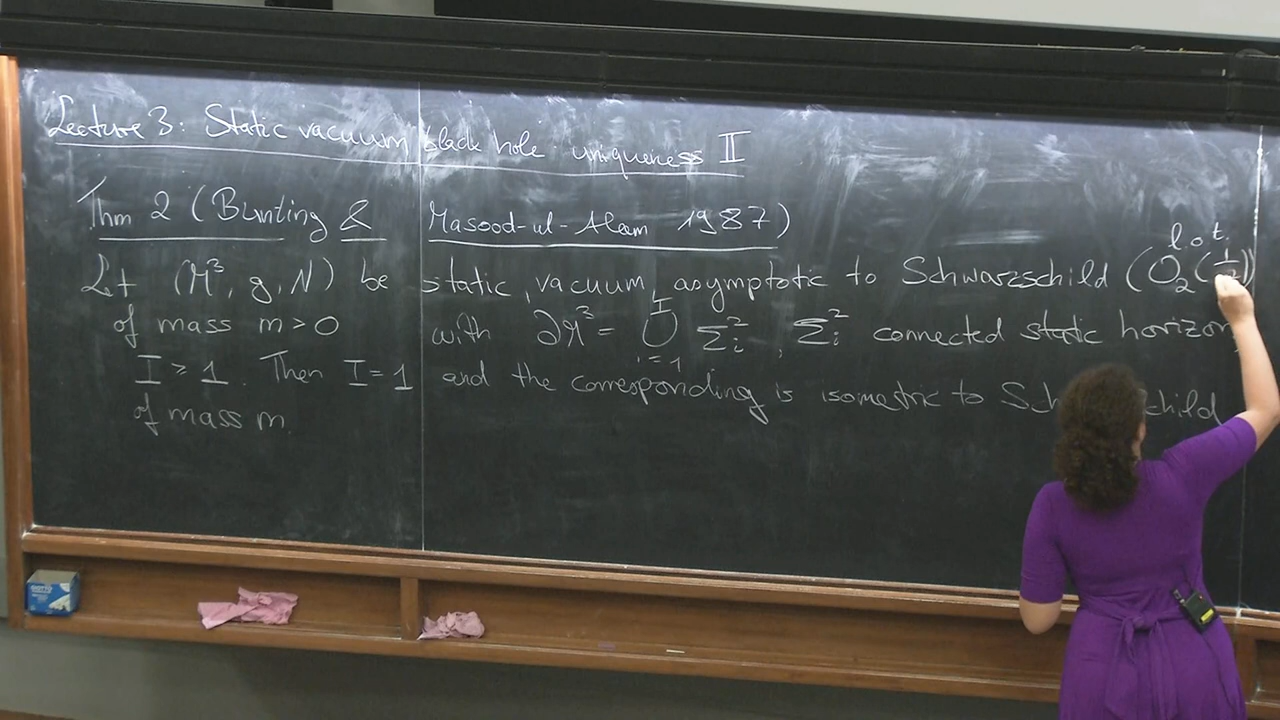 Lecture 3: Static vacuum black hole uniqueness II
Thm 2 (Bunting & Masood-ul-Alam 1987)
l.o.t.
Let (M³, g, N) be static, vacuum, asymptotic to Schwarzschild (O₂(
of mass m > 0 with ∂M³ = ⋃̇ᵢ₌₁ᴵ Σᵢ², Σᵢ² connected static horizon
I ≥ 1. Then I = 1 and the corresponding is isometric to Schwarzschild
of mass m